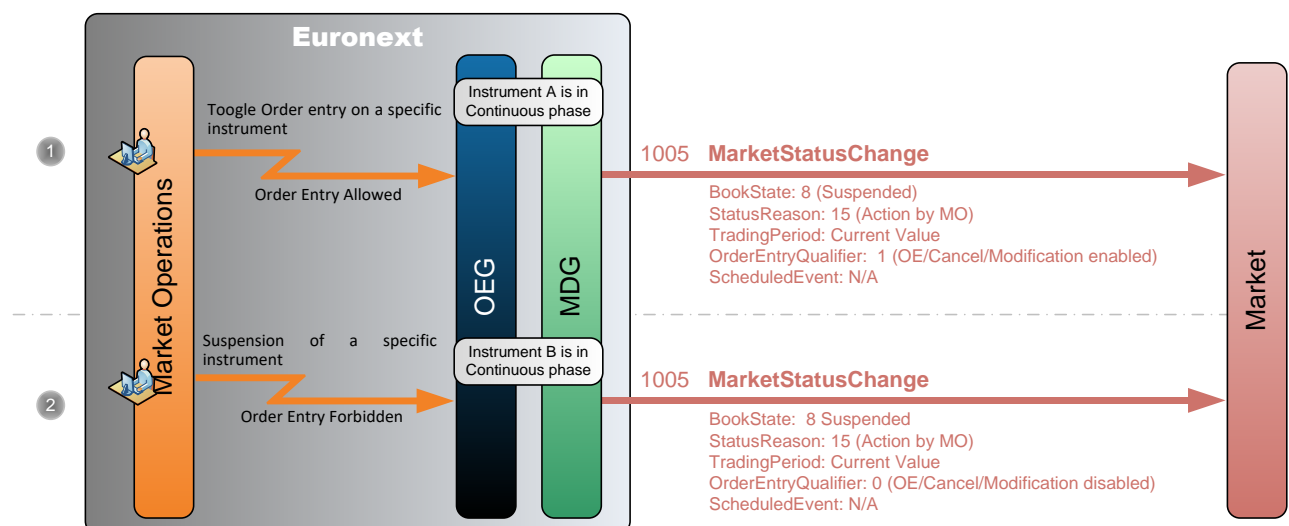 Euronext
Instrument A is in
Continuous phase
Toogle Order entry on a specific
instrument
1
1005 MarketStatusChange
Order Entry Allowed
BookState: 8 (Suspended)
StatusReason: 15 (Action by MO)
TradingPeriod: Current Value
OrderEntryQualifier: 1 (OE/Cancel/Modification enabled)
ScheduledEvent: N/A
Market Operations
OEG
MDG
Market
Suspension of a specific
instrument
Instrument B is in
Continuous phase
2
1005 MarketStatusChange
Order Entry Forbidden
BookState: 8 Suspended
StatusReason: 15 (Action by MO)
TradingPeriod: Current Value
OrderEntryQualifier: 0 (OE/Cancel/Modification disabled)
ScheduledEvent: N/A